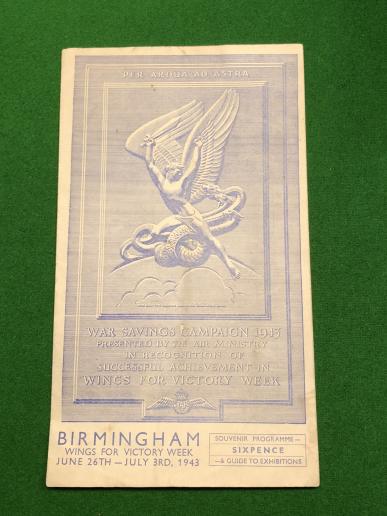 PER ARDUA AD ASTRA
WAR SAVINGS CAMPAIGN 1943
PRESENTED BY THE AIR MINISTRY
IN RECOGNITION OF
SUCCESSFUL ACHIEVEMENT IN
WINGS FOR VICTORY WEEK
BIRMINGHAM
WINGS FOR VICTORY WEEK
JUNE 26TH — JULY 3RD, 1943
SOUVENIR PROGRAMME —
SIXPENCE
— & GUIDE TO EXHIBITIONS